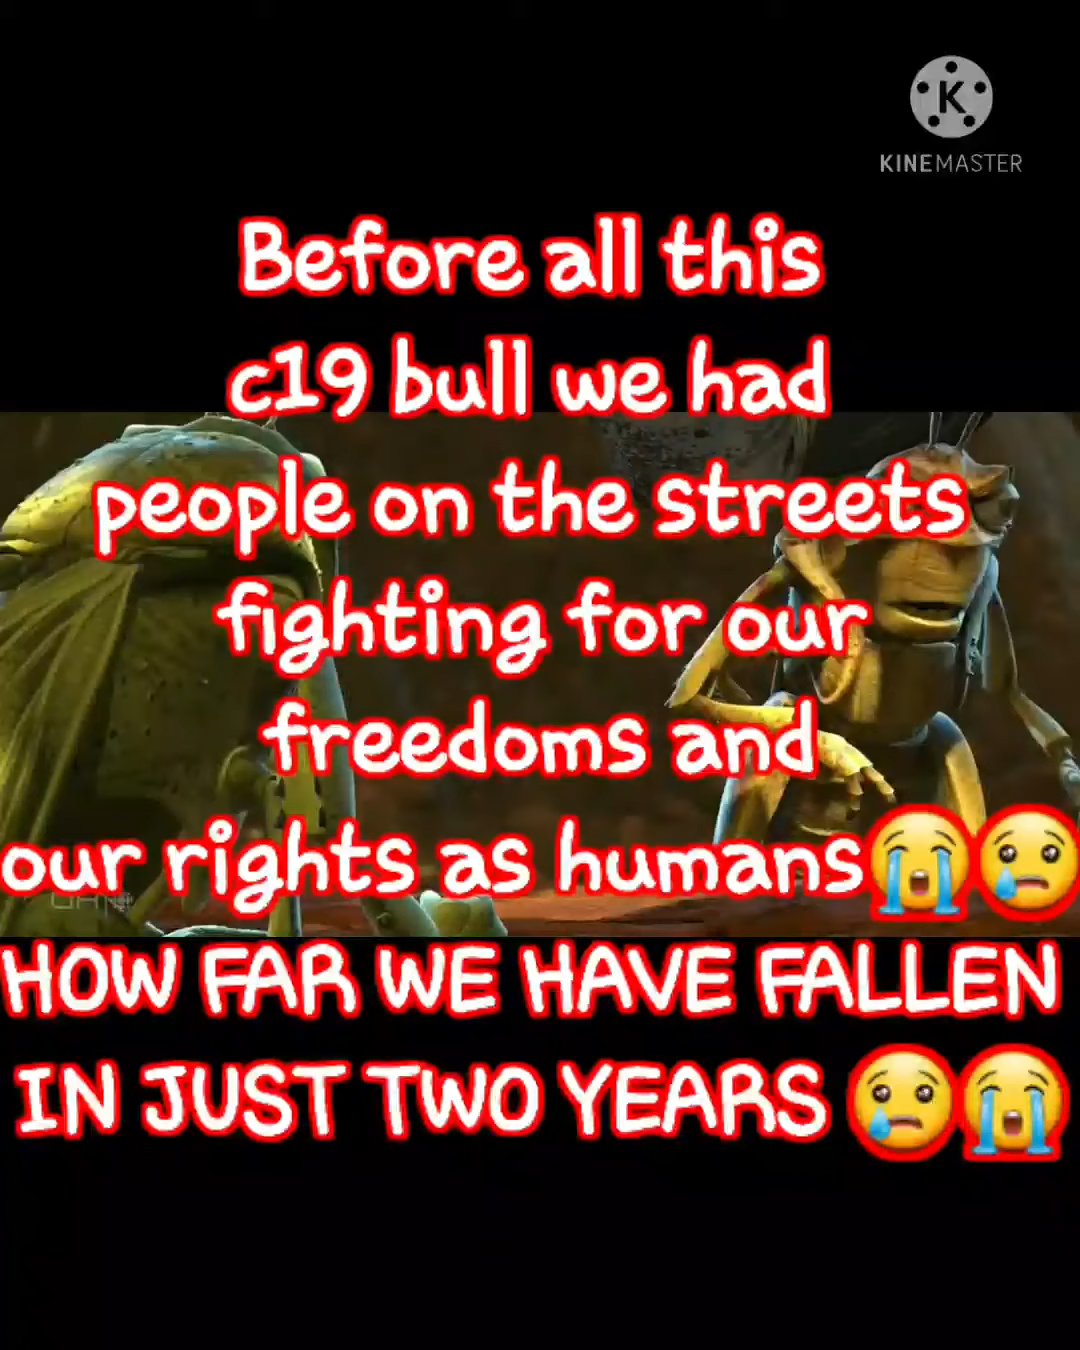 K
KINEMASTER
Before all this
c19 bull we had
people on the streets
fighting for our
freedoms and
our rights as humans😭😢
HOW FAR WE HAVE FALLEN
IN JUST TWO YEARS 😢😭